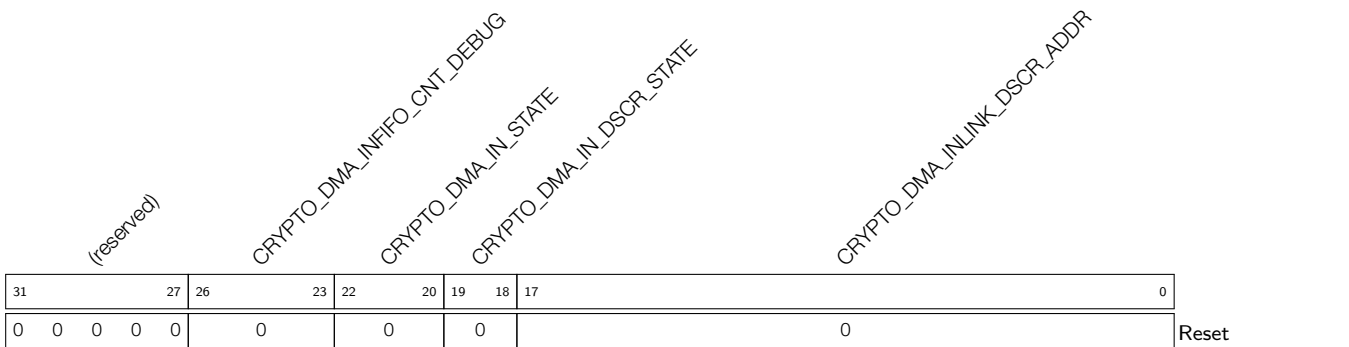 (reserved)
CRYPTO_DMA_INFIFO_CNT_DEBUG
CRYPTO_DMA_IN_STATE
CRYPTO_DMA_IN_DSCR_STATE
CRYPTO_DMA_INLINK_DSCR_ADDR
31 27 26 23 22 20 19 18 17 0
0 0 0 0 0 0 0 0 0 Reset